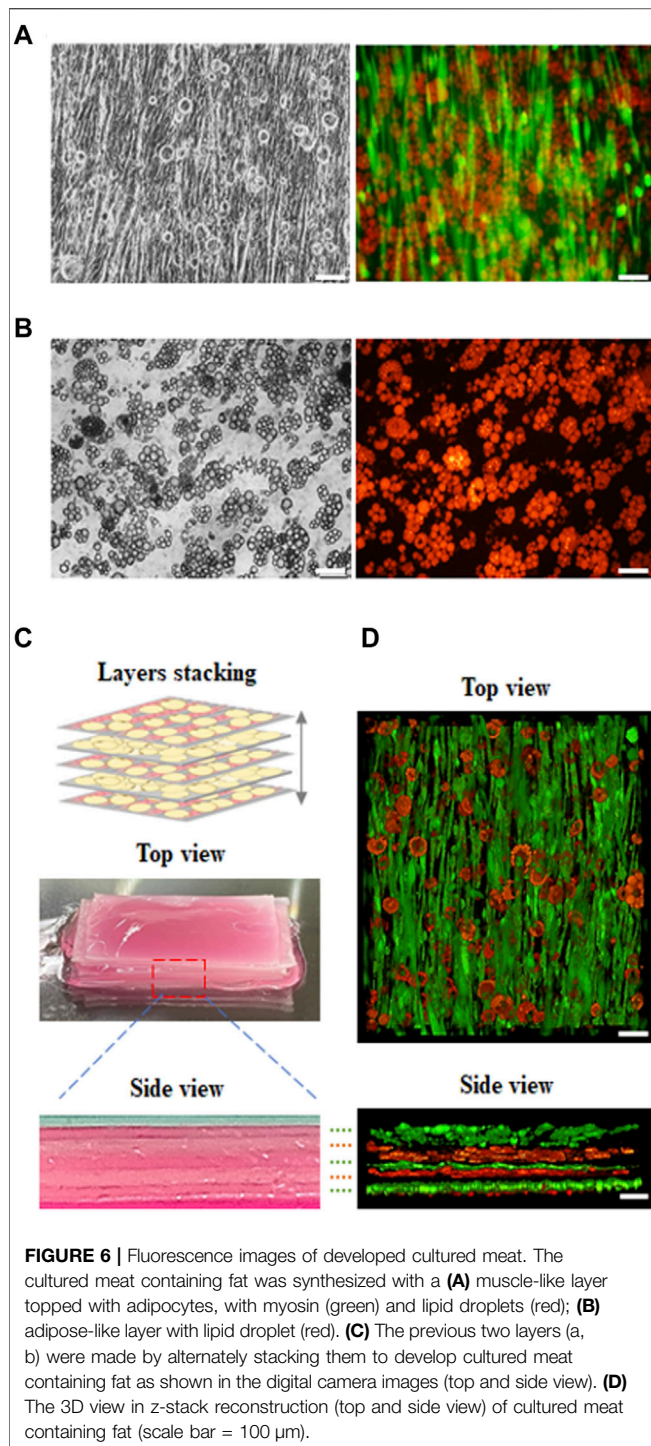 A
B
C
D
Layers stacking
Top view
Top view
Side view
Side view
FIGURE 6 | Fluorescence images of developed cultured meat. The
cultured meat containing fat was synthesized with a (A) muscle-like layer
topped with adipocytes, with myosin (green) and lipid droplets (red); (B)
adipose-like layer with lipid droplet (red). (C) The previous two layers (a,
b) were made by alternately stacking them to develop cultured meat
containing fat as shown in the digital camera images (top and side view). (D)
The 3D view in z-stack reconstruction (top and side view) of cultured meat
containing fat (scale bar = 100 μm).